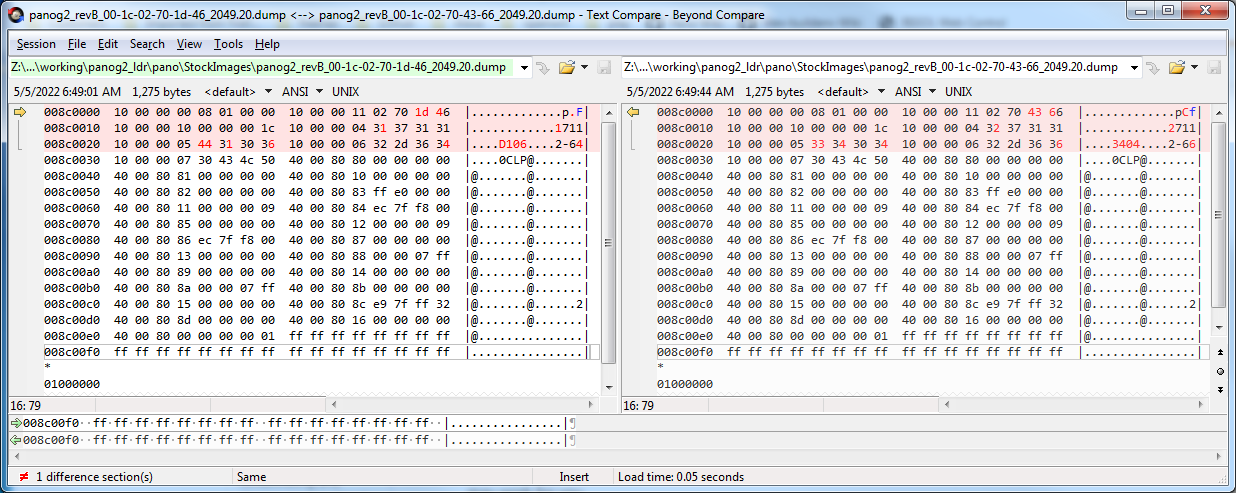 panog2_revB_00-1c-02-70-1d-46_2049.20.dump <--> panog2_revB_00-1c-02-70-43-66_2049.20.dump - Text Compare - Beyond Compare
Session File Edit Search View Tools Help
Z:\...\working\panog2_ldr\pano\StockImages\panog2_revB_00-1c-02-70-1d-46_2049.20.dump
Z:\...\working\panog2_ldr\pano\StockImages\panog2_revB_00-1c-02-70-43-66_2049.20.dump
5/5/2022 6:49:01 AM 1,275 bytes <default> ANSI UNIX
5/5/2022 6:49:44 AM 1,275 bytes <default> ANSI UNIX
008c0000 10 00 00 00 08 01 00 00 10 00 00 11 02 70 1d 46 |.............p.F|
008c0010 10 00 00 10 00 00 00 1c 10 00 00 04 31 37 31 31 |............1711|
008c0020 10 00 00 05 44 31 30 36 10 00 00 06 32 2d 36 34 |....D106....2-64|
008c0030 10 00 00 07 30 43 4c 50 40 00 80 80 00 00 00 00 |....0CLP@.......|
008c0040 40 00 80 81 00 00 00 00 40 00 80 10 00 00 00 00 |@.......@.......|
008c0050 40 00 80 82 00 00 00 00 40 00 80 83 ff e0 00 00 |@.......@.......|
008c0060 40 00 80 11 00 00 00 09 40 00 80 84 ec 7f f8 00 |@.......@.......|
008c0070 40 00 80 85 00 00 00 00 40 00 80 12 00 00 00 09 |@.......@.......|
008c0080 40 00 80 86 ec 7f f8 00 40 00 80 87 00 00 00 00 |@.......@.......|
008c0090 40 00 80 13 00 00 00 00 40 00 80 88 00 00 07 ff |@.......@.......|
008c00a0 40 00 80 89 00 00 00 00 40 00 80 14 00 00 00 00 |@.......@.......|
008c00b0 40 00 80 8a 00 00 07 ff 40 00 80 8b 00 00 00 00 |@.......@.......|
008c00c0 40 00 80 15 00 00 00 00 40 00 80 8c e9 7f ff 32 |@.......@......2|
008c00d0 40 00 80 8d 00 00 00 00 40 00 80 16 00 00 00 00 |@.......@.......|
008c00e0 40 00 80 00 00 00 00 01 ff ff ff ff ff ff ff ff |@...............|
008c00f0 ff ff ff ff ff ff ff ff ff ff ff ff ff ff ff ff |................|
*
01000000
16: 79
008c0000 10 00 00 00 08 01 00 00 10 00 00 11 02 70 43 66 |.............pCf|
008c0010 10 00 00 10 00 00 00 1c 10 00 00 04 32 37 31 31 |............2711|
008c0020 10 00 00 05 33 34 30 34 10 00 00 06 32 2d 36 36 |....3404....2-66|
008c0030 10 00 00 07 30 43 4c 50 40 00 80 80 00 00 00 00 |....0CLP@.......|
008c0040 40 00 80 81 00 00 00 00 40 00 80 10 00 00 00 00 |@.......@.......|
008c0050 40 00 80 82 00 00 00 00 40 00 80 83 ff e0 00 00 |@.......@.......|
008c0060 40 00 80 11 00 00 00 09 40 00 80 84 ec 7f f8 00 |@.......@.......|
008c0070 40 00 80 85 00 00 00 00 40 00 80 12 00 00 00 09 |@.......@.......|
008c0080 40 00 80 86 ec 7f f8 00 40 00 80 87 00 00 00 00 |@.......@.......|
008c0090 40 00 80 13 00 00 00 00 40 00 80 88 00 00 07 ff |@.......@.......|
008c00a0 40 00 80 89 00 00 00 00 40 00 80 14 00 00 00 00 |@.......@.......|
008c00b0 40 00 80 8a 00 00 07 ff 40 00 80 8b 00 00 00 00 |@.......@.......|
008c00c0 40 00 80 15 00 00 00 00 40 00 80 8c e9 7f ff 32 |@.......@......2|
008c00d0 40 00 80 8d 00 00 00 00 40 00 80 16 00 00 00 00 |@.......@.......|
008c00e0 40 00 80 00 00 00 00 01 ff ff ff ff ff ff ff ff |@...............|
008c00f0 ff ff ff ff ff ff ff ff ff ff ff ff ff ff ff ff |................|
*
01000000
16: 79
008c00f0··ff·ff·ff·ff·ff·ff·ff·ff··ff·ff·ff·ff·ff·ff·ff·ff··|................|¶
008c00f0··ff·ff·ff·ff·ff·ff·ff·ff··ff·ff·ff·ff·ff·ff·ff·ff··|................|¶
≠ 1 difference section(s) Same Insert Load time: 0.05 seconds